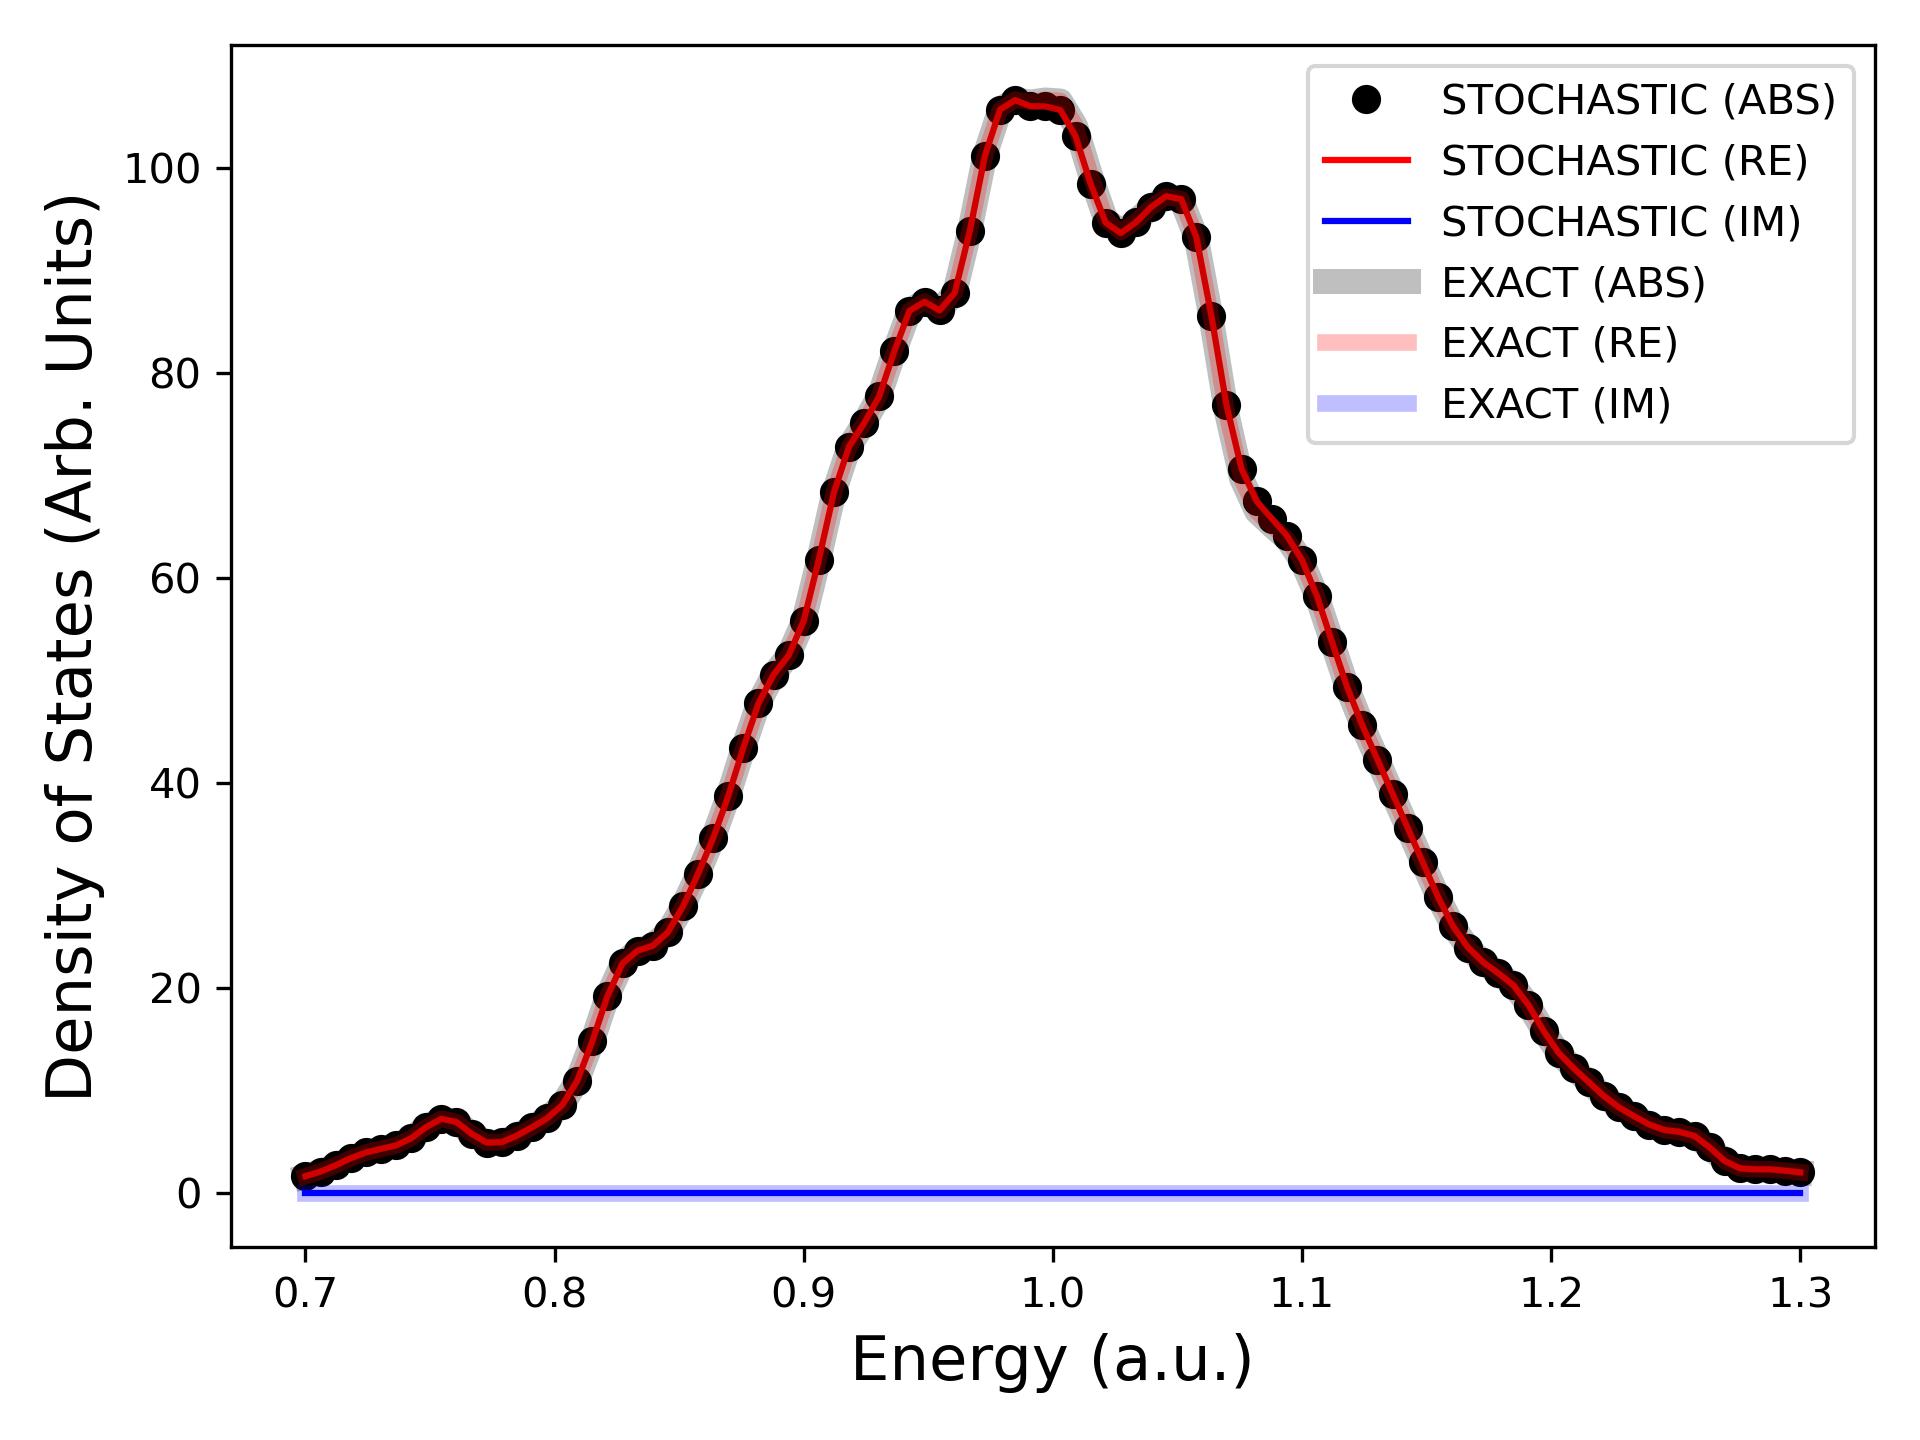 Density of States (Arb. Units)
100
80
60
40
20
0
STOCHASTIC (ABS)
STOCHASTIC (RE)
STOCHASTIC (IM)
EXACT (ABS)
EXACT (RE)
EXACT (IM)
0.7 0.8 0.9 1.0 1.1 1.2 1.3
Energy (a.u.)